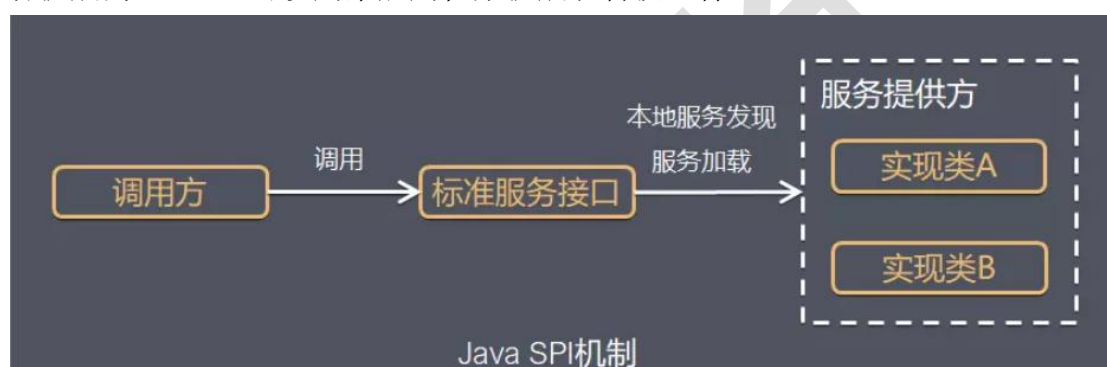 服务提供方
本地服务发现
调用
服务加载
实现类A
调用方
标准服务接口
实现类B
Java SPI机制